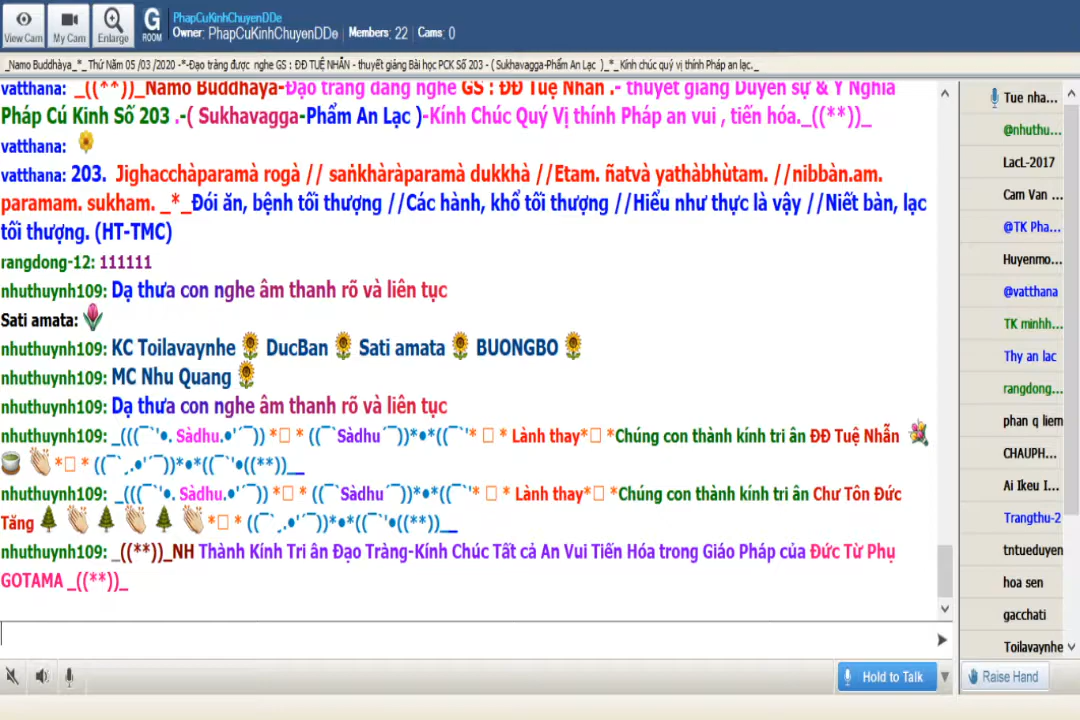 PhapCuKinhChuyenDDe
Owner: PhapCuKinhChuyenDDe Members: 22 Cams: 0
View Cam My Cam Enlarge G ROOM
_Namo Buddhàya_*_ Thứ Năm 05 /03 /2020 -*-Đạo tràng được nghe GS : ĐĐ TUỆ NHẪN - thuyết giảng Bài học PCK Số 203 - ( Sukhavagga-Phẩm An Lạc )_*_ Kính chúc quý vị thính Pháp an lạc._
vatthana: _((**))_Namo Buddhaya-Đạo tràng đang nghe GS : ĐĐ Tuệ Nhẫn .- thuyết giảng Duyên sự & Ý Nghĩa
Pháp Cú Kinh Số 203 .-( Sukhavagga-Phẩm An Lạc )-Kính Chúc Quý Vị thính Pháp an vui , tiến hóa._((**))_
vatthana:
vatthana: 203. Jighacchàparamà rogà // saṅkhàràparamà dukkhà //Etam. ñatvà yathàbhùtam. //nibbàn.am.
paramam. sukham. _*_Đói ăn, bệnh tối thượng //Các hành, khổ tối thượng //Hiểu như thực là vậy //Niết bàn, lạc
tối thượng. (HT-TMC)
rangdong-12: 111111
nhuthuynh109: Dạ thưa con nghe âm thanh rõ và liên tục
Sati amata:
nhuthuynh109: KC Toilavaynhe DucBan Sati amata BUONGBO
nhuthuynh109: MC Nhu Quang
nhuthuynh109: Dạ thưa con nghe âm thanh rõ và liên tục
nhuthuynh109: _(((¯`'•. Sàdhu.•'´¯)) *▯ * ((¯`Sàdhu´¯))*•*((¯`'* ▯ * Lành thay*▯ *Chúng con thành kính tri ân ĐĐ Tuệ Nhẫn
*▯ * ((¯`¸.•'´¯))*•*((¯`'•((**))__
nhuthuynh109: _(((¯`'•. Sàdhu.•'´¯)) *▯ * ((¯`Sàdhu´¯))*•*((¯`'* ▯ * Lành thay*▯ *Chúng con thành kính tri ân Chư Tôn Đức
Tăng *▯ * ((¯`¸.•'´¯))*•*((¯`'•((**))__
nhuthuynh109: _((**))_NH Thành Kính Tri ân Đạo Tràng-Kính Chúc Tất cả An Vui Tiến Hóa trong Giáo Pháp của Đức Từ Phụ
GOTAMA _((**))_
Tue nha...
@nhuthu...
LacL-2017
Cam Van ...
@TK Pha...
Huyenmo...
@vatthana
TK minhh...
Thy an lac
rangdong...
phan q liem
CHAUPH...
Ai Ikeu I...
Trangthu-2
tntueduyen
hoa sen
gacchati
Toilavaynhe
Hold to Talk
Raise Hand